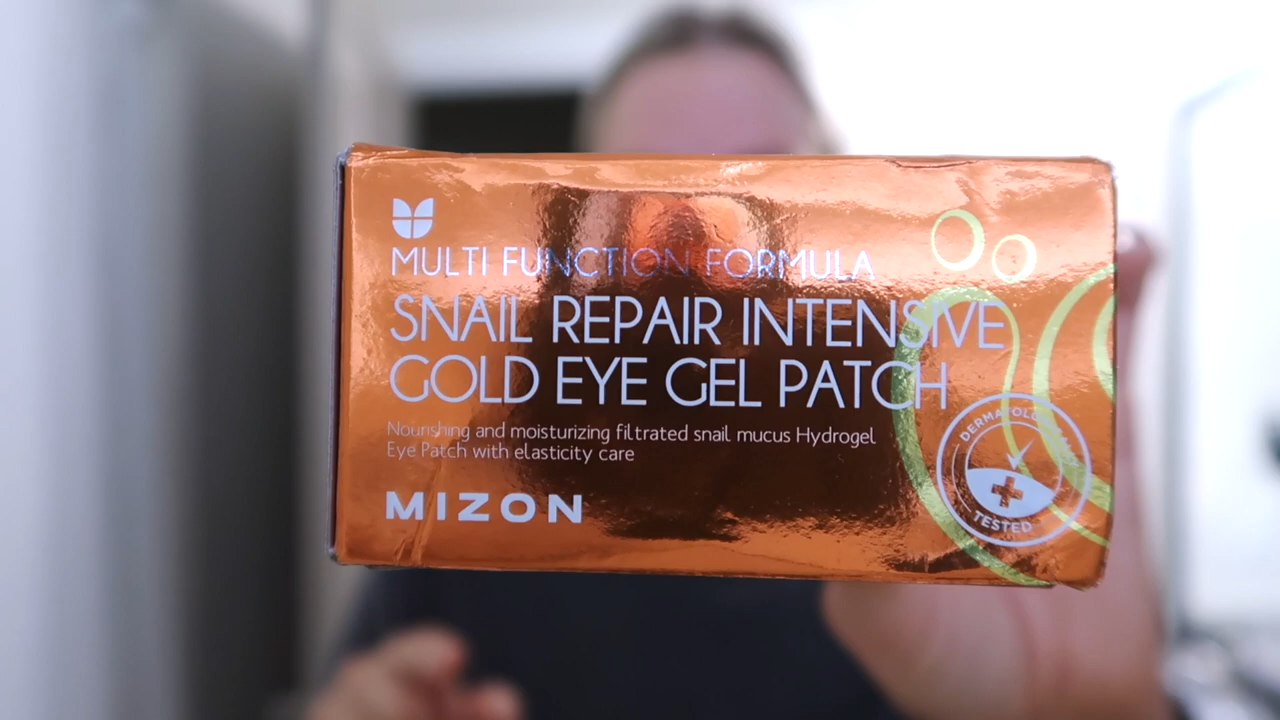 MULTI FUNCTION FORMULA
SNAIL REPAIR INTENSIVE
GOLD EYE GEL PATCH
Nourishing and moisturizing filtrated snail mucus Hydrogel
Eye Patch with elasticity care
MIZON
TESTED